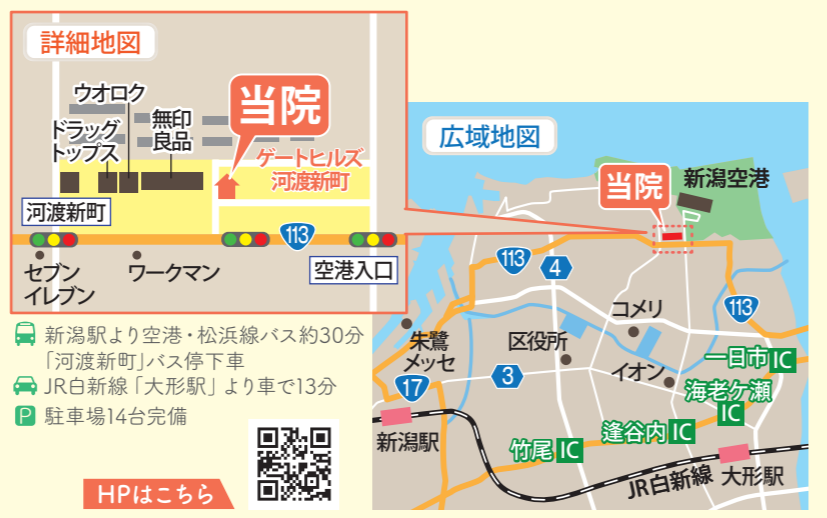 詳細地図
ウオロク
ドラッグ
トップス
無印
良品
当院
ゲートヒルズ
河渡新町
河渡新町
113
セブン
イレブン
ワークマン
空港入口
新潟駅より空港・松浜線バス約30分
「河渡新町」バス停下車
JR白新線「大形駅」より車で13分
P 駐車場14台完備
HPはこちら
広域地図
当院
新潟空港
113
4
113
コメリ
朱鷺
メッセ
区役所
イオン
一日市IC
海老ケ瀬
IC
17
3
新潟駅
竹尾IC
逢谷内IC
JR白新線
大形駅